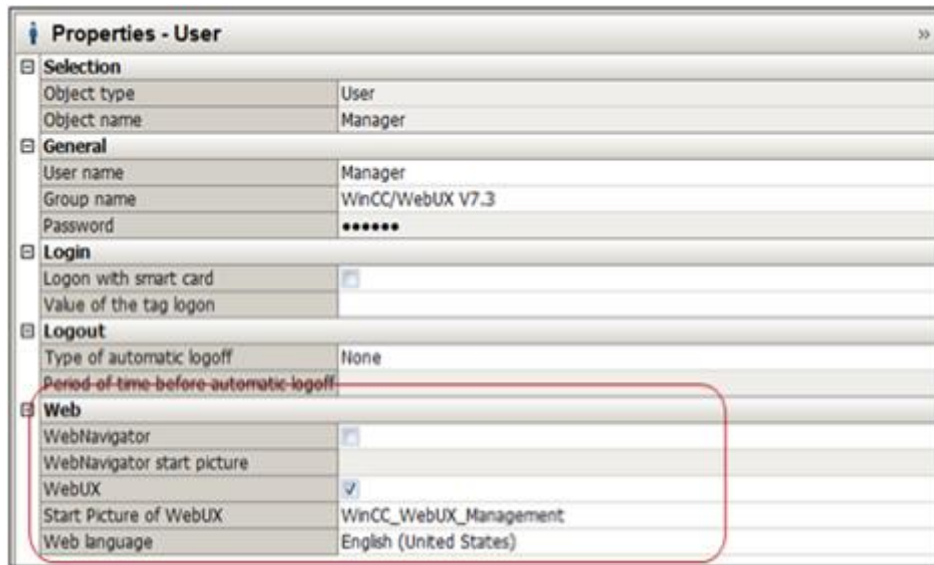 Properties - User »
Selection
Object type User
Object name Manager
General
User name Manager
Group name WinCC/WebUX V7.3
Password ●●●●●●
Login
Logon with smart card
Value of the tag logon
Logout
Type of automatic logoff None
Period of time before automatic logoff
Web
WebNavigator
WebNavigator start picture
WebUX
Start Picture of WebUX WinCC_WebUX_Management
Web language English (United States)